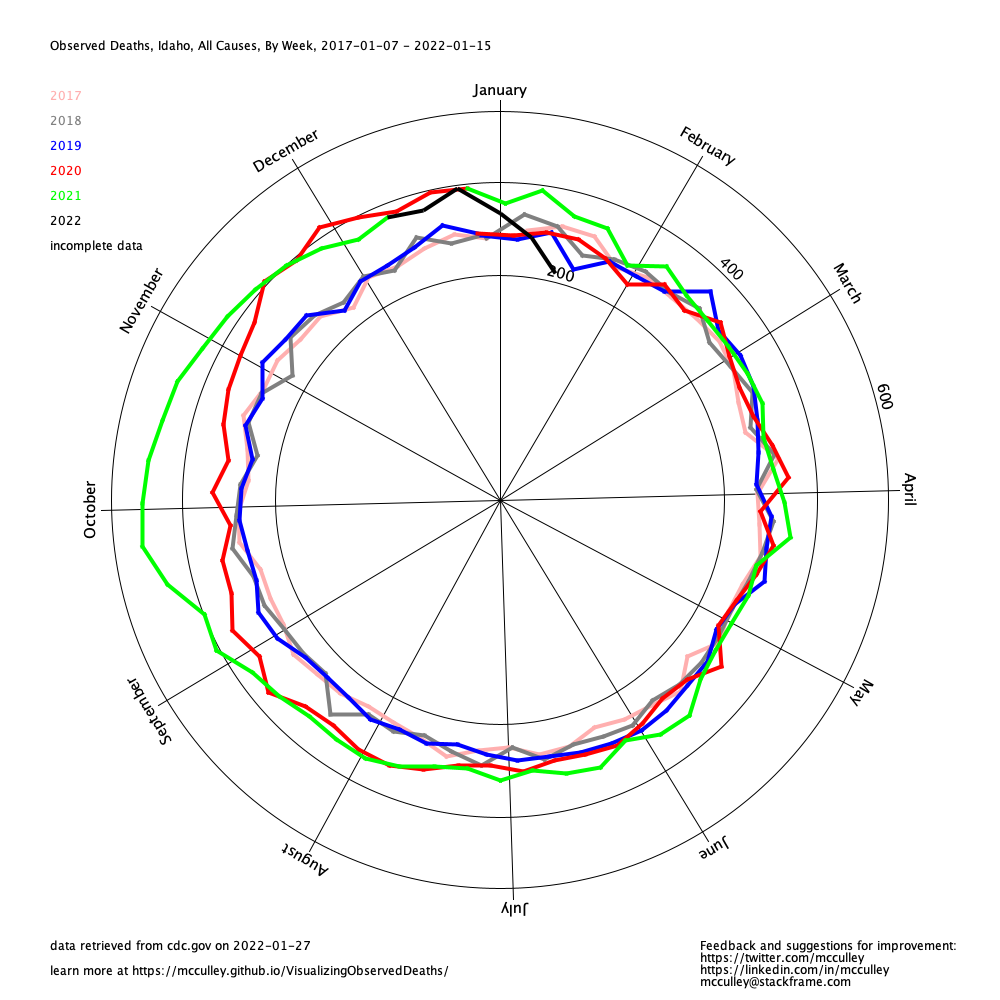 Observed Deaths, Idaho, All Causes, By Week, 2017-01-07 - 2022-01-15
2017
2018
2019
2020
2021
2022
incomplete data
January
February
March
April
May
June
July
August
September
October
November
December
200
400
600
data retrieved from cdc.gov on 2022-01-27
learn more at https://mcculley.github.io/VisualizingObservedDeaths/
Feedback and suggestions for improvement:
https://twitter.com/mcculley
https://linkedin.com/in/mcculley
mcculley@stackframe.com